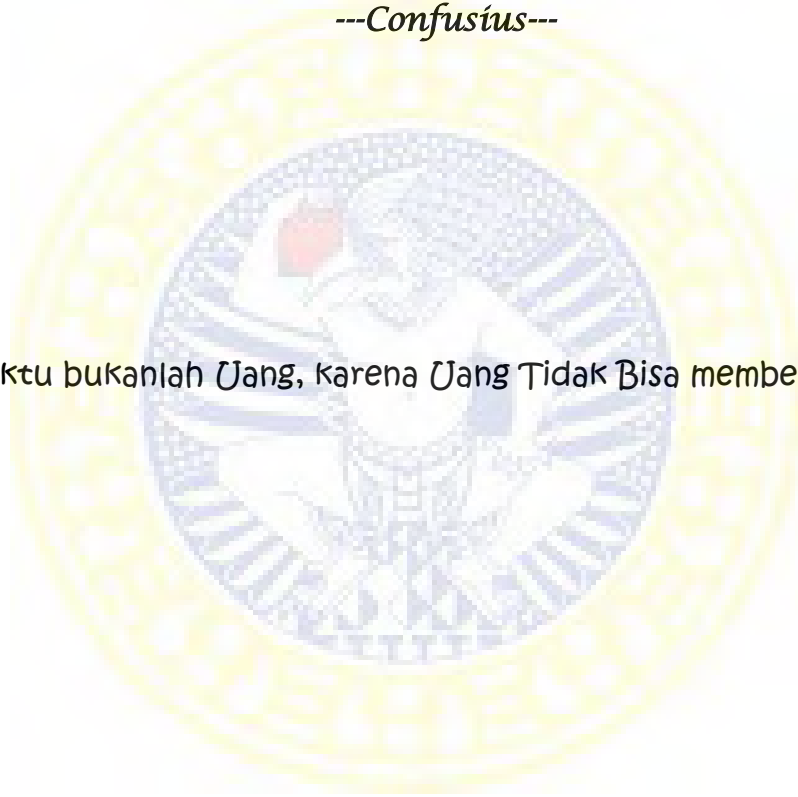 ---Confusius---
ktu bukanlah Uang, karena Uang Tidak Bisa membe